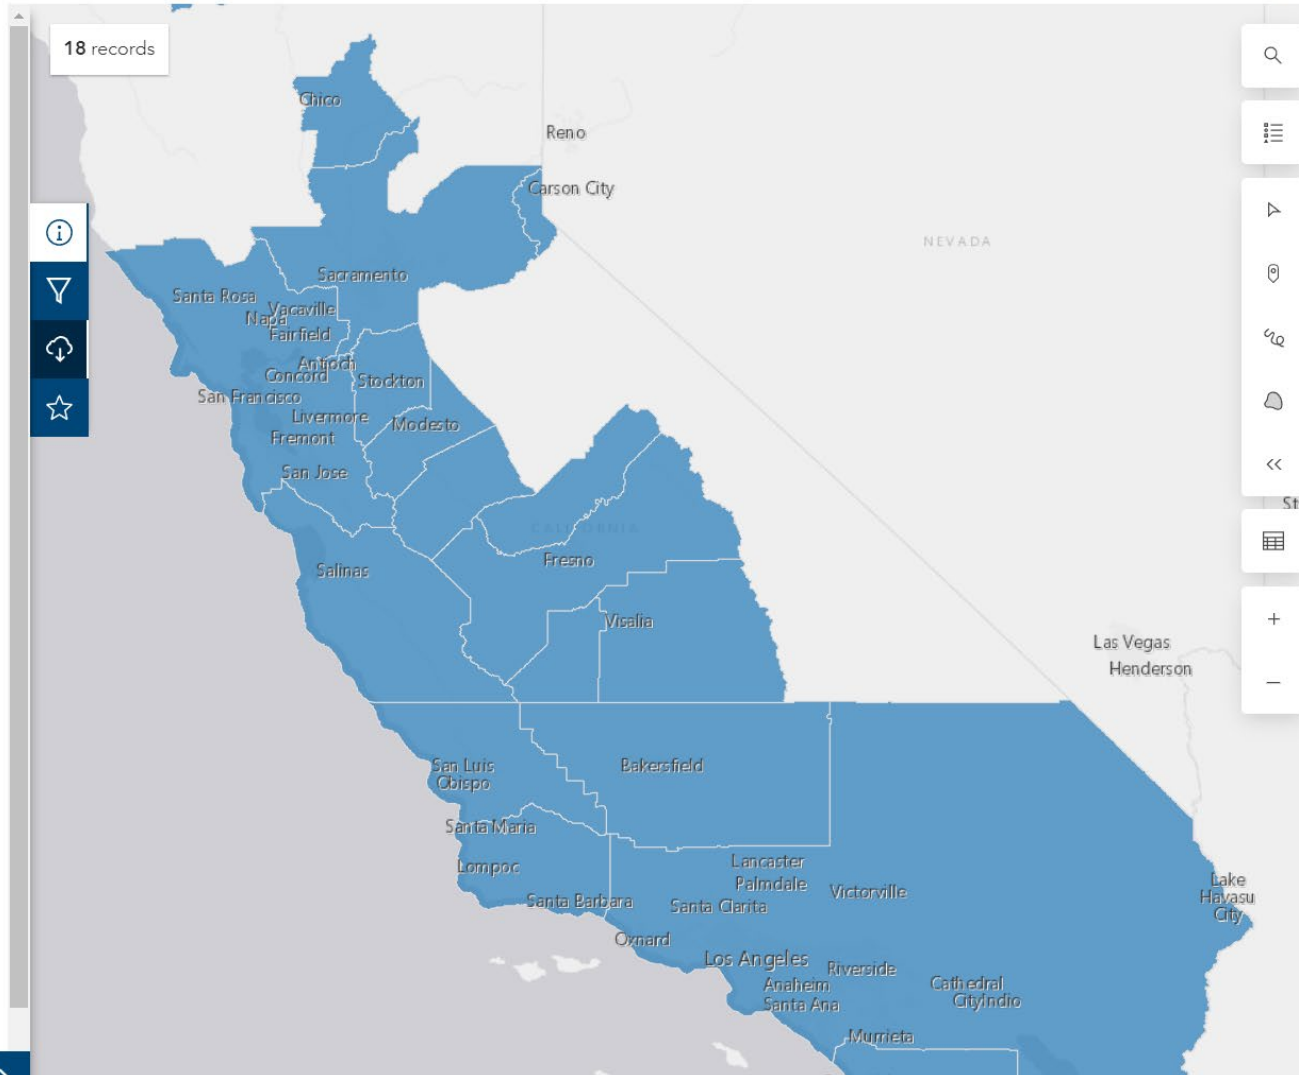 18 records
Chico
Reno
Carson City
NEVADA
Sacramento
Santa Rosa
Vacaville
Napa
Fairfield
Antioch
Concord
Stockton
San Francisco
Livermore
Modesto
Fremont
San Jose
St
CALIFORNIA
Fresno
Salinas
Visalia
Las Vegas
Henderson
San Luis
Obispo
Bakersfield
Santa Maria
Lompoc
Lancaster
Palmdale
Victorville
Lake
Havasu
City
Santa Barbara
Santa Clarita
Oxnard
Los Angeles
Riverside
Anaheim
Santa Ana
Cathedral
City
Indio
Murrieta